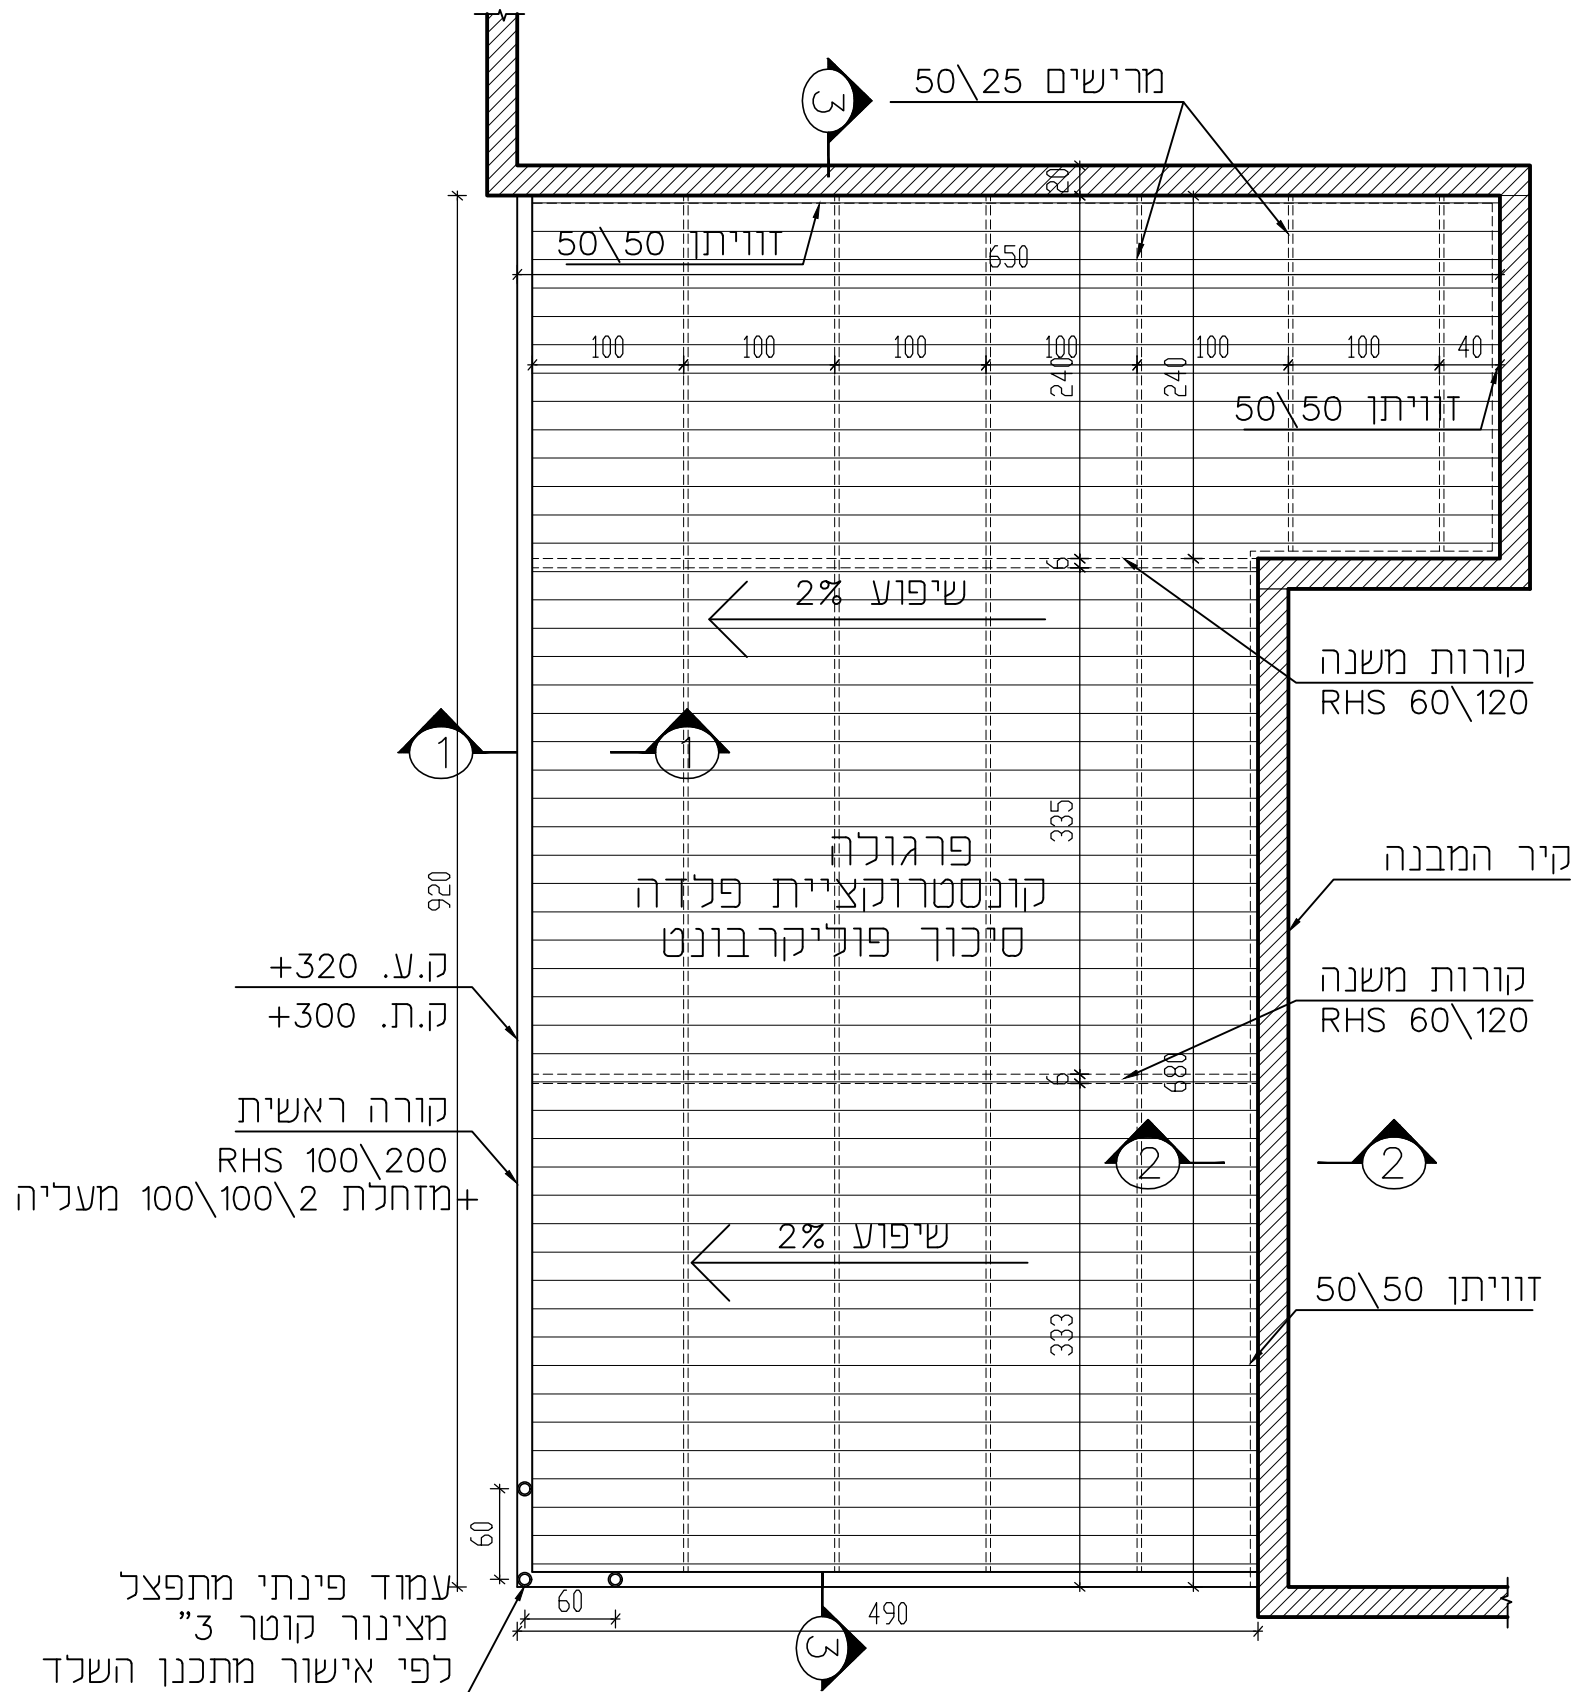 3
מרישים 25\50
20
זוויתן 50\50
650
100
100
100
100
100
100
40
240
240
זוויתן 50\50
6
שיפוע 2%
קורות משנה
RHS 60\120
1
1
335
פרגולה
קונסטרוקציית פלדה
סיכוך פוליקרבונט
קיר המבנה
920
ק.ע. 320+
ק.ת. 300+
קורות משנה
RHS 60\120
6
680
קורה ראשית
RHS 100\200
+מזחלת 2\100\100 מעליה
2
2
שיפוע 2%
זוויתן 50\50
333
60
עמוד פינתי מתפצל
מצינור קוטר 3"
לפי אישור מתכנן השלד
60
490
3